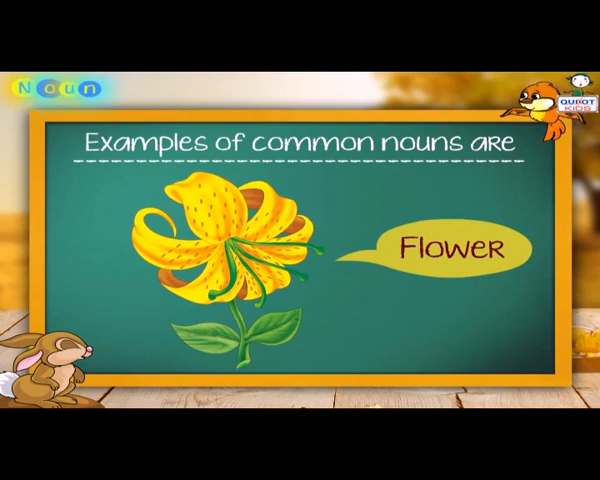 Noun
QUIXOT
KIDS
Examples of common nouns are
Flower